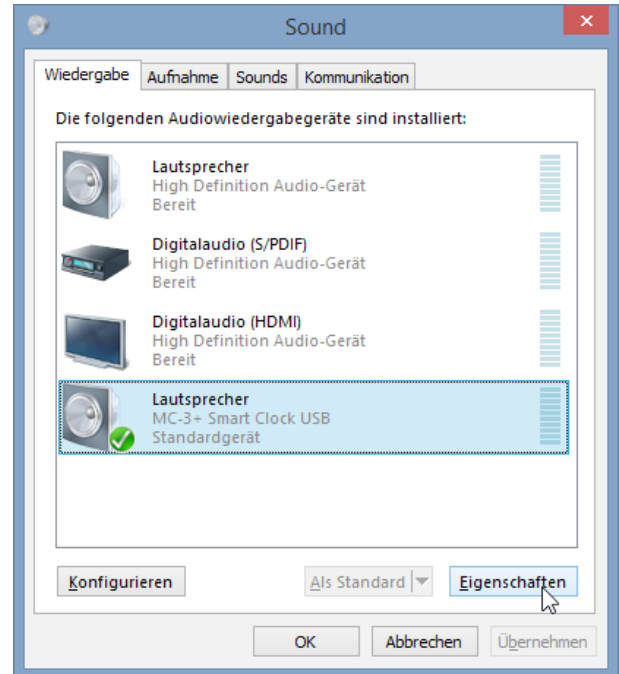 Sound
Wiedergabe Aufnahme Sounds Kommunikation
Die folgenden Audiowiedergabegeräte sind installiert:
Lautsprecher
High Definition Audio-Gerät
Bereit
Digitalaudio (S/PDIF)
High Definition Audio-Gerät
Bereit
Digitalaudio (HDMI)
High Definition Audio-Gerät
Bereit
Lautsprecher
MC-3+ Smart Clock USB
Standardgerät
Konfigurieren Als Standard Eigenschaften
OK Abbrechen Übernehmen